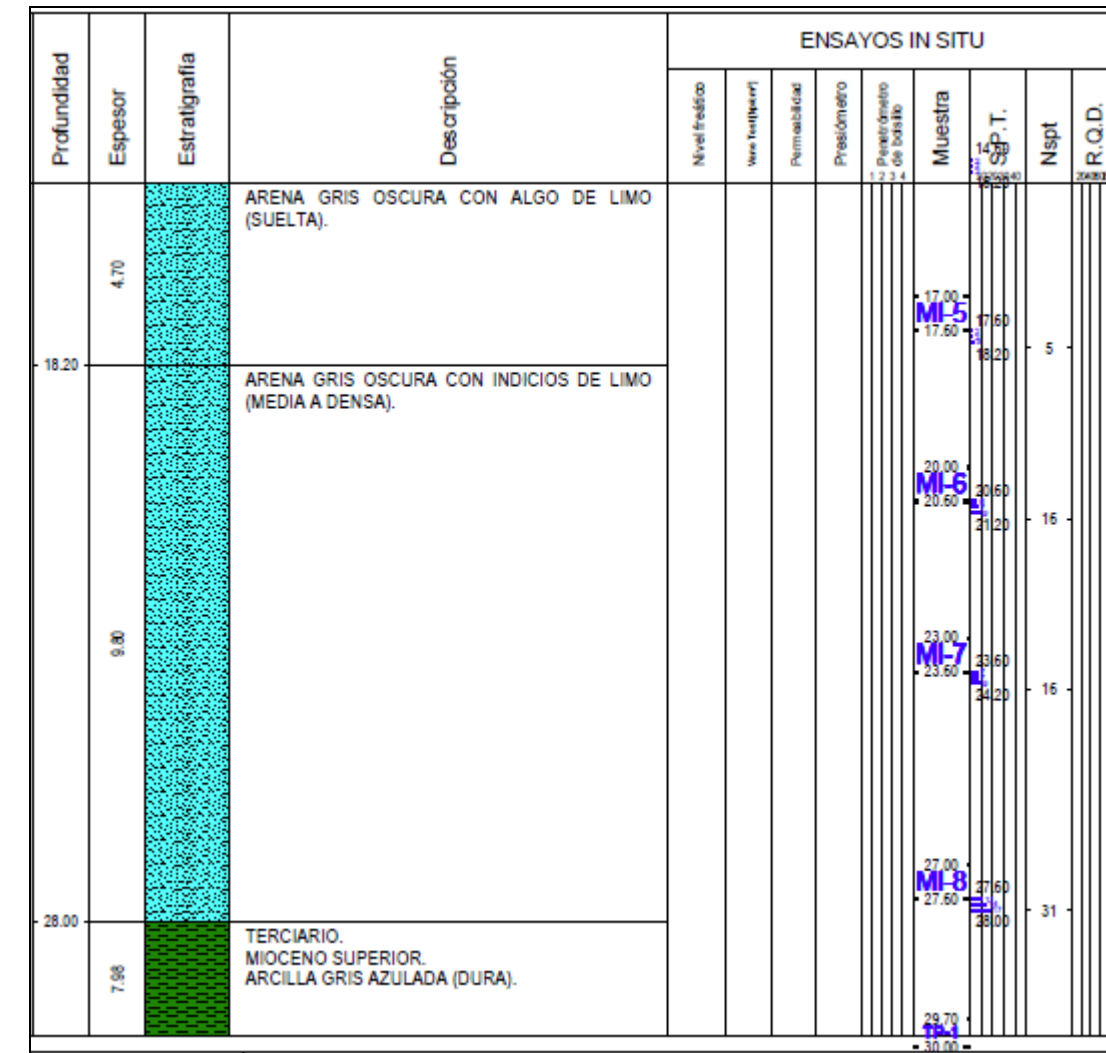 ENSAYOS IN SITU
Profundidad
Espesor
Estratigrafía
Descripción
Nivel freático
Permeabilidad
Presiómetro
Penetrómetro
de bolsillo
1 2 3 4
Muestra
S.P.T.
Nspt
R.Q.D.
ARENA GRIS OSCURA CON ALGO DE LIMO
(SUELTA).
4.70
17.00
MI-5
17.60
17.60
18.20
5
18.20
ARENA GRIS OSCURA CON INDICIOS DE LIMO
(MEDIA A DENSA).
20.00
MI-6
20.60
20.60
21.20
16
9.80
23.00
MI-7
23.60
23.60
24.20
16
27.00
MI-8
27.60
27.60
28.00
31
28.00
TERCIARIO.
MIOCENO SUPERIOR.
ARCILLA GRIS AZULADA (DURA).
7.98
29.70
TP-1
30.00